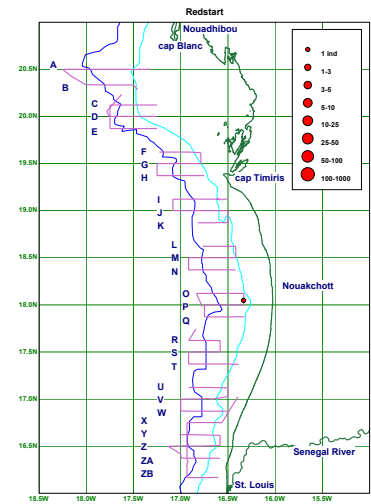 Redstart
Nouadhibou
cap Blanc
1 ind
1-3
3-5
5-10
10-25
25-50
50-100
100-1000
20.5N
20.0N
19.5N
19.0N
18.5N
18.0N
17.5N
17.0N
16.5N
A
B
C
D
E
F
G
H
cap Timiris
I
J
K
L
M
N
Nouakchott
O
P
Q
R
S
T
U
V
W
X
Y
Z
ZA
ZB
Senegal River
St. Louis
18.5W
18.0W
17.5W
17.0W
16.5W
16.0W
15.5W